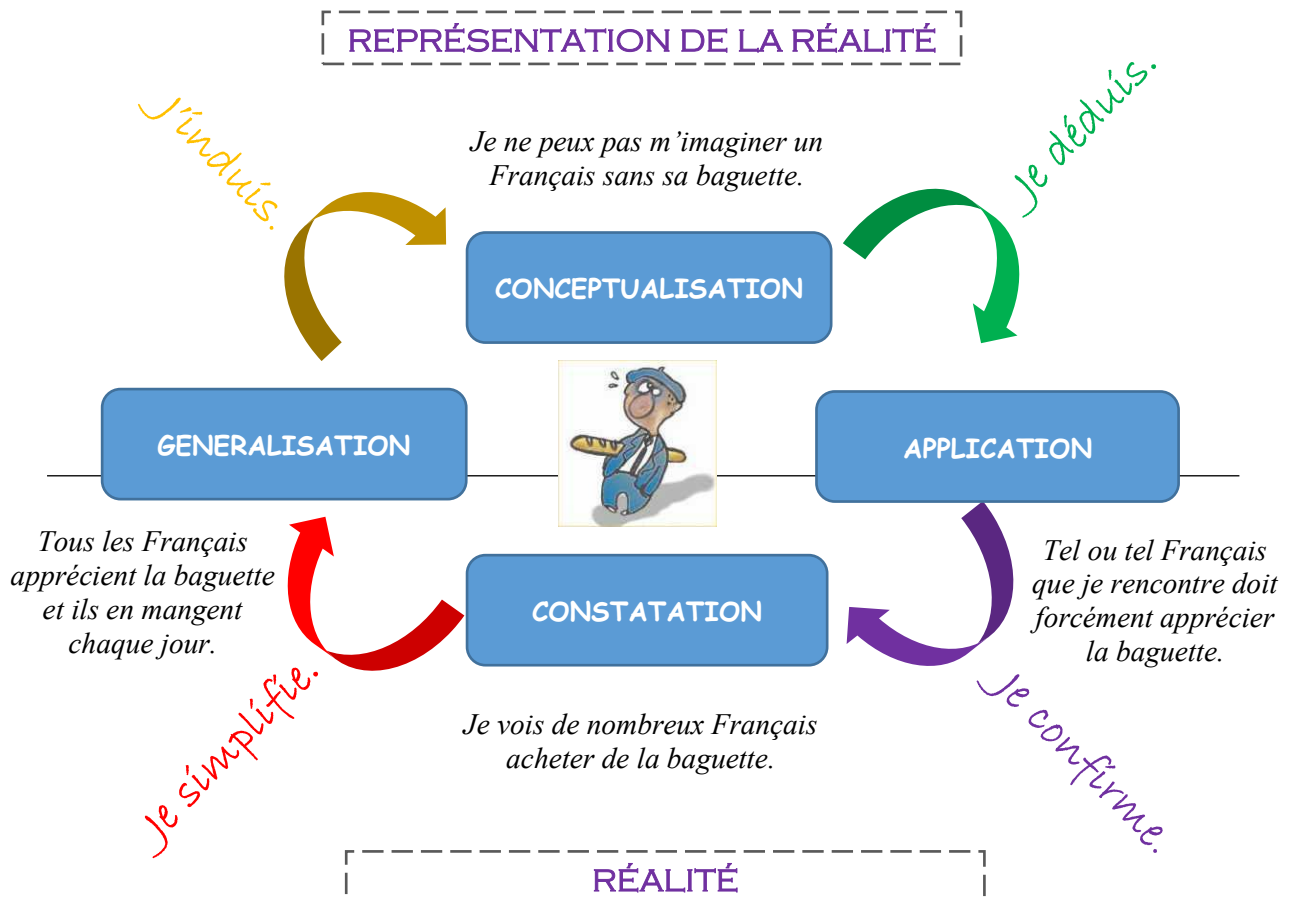 REPRÉSENTATION DE LA RÉALITÉ
J'induis.
Je déduis.
Je ne peux pas m'imaginer un
Français sans sa baguette.
CONCEPTUALISATION
GENERALISATION
APPLICATION
Tous les Français
apprécient la baguette
et ils en mangent
chaque jour.
CONSTATATION
Tel ou tel Français
que je rencontre doit
forcément apprécier
la baguette.
Je simplifie.
Je vois de nombreux Français
acheter de la baguette.
Je confirme.
RÉALITÉ